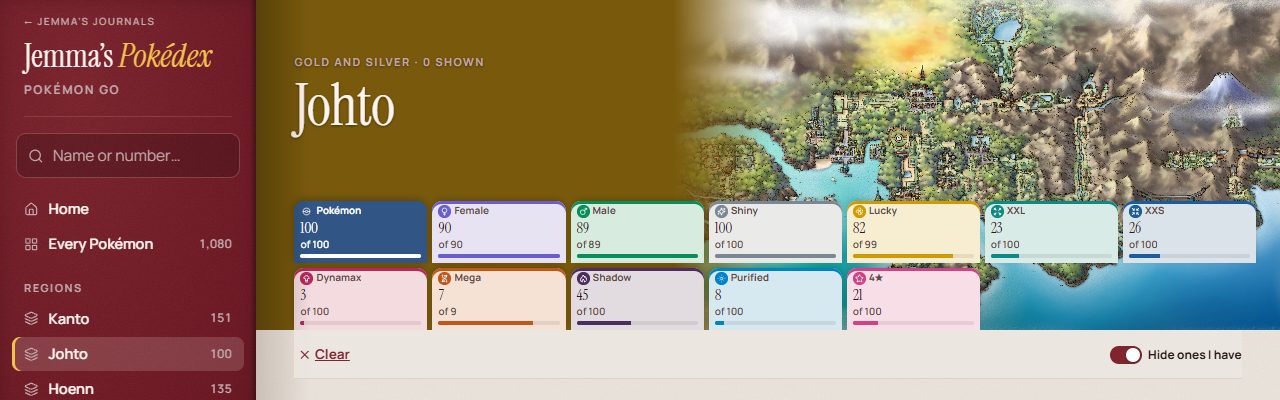 ← JEMMA'S JOURNALS
Jemma's Pokédex
POKÉMON GO
Name or number...
Home
Every Pokémon 1,080
REGIONS
Kanto 151
Johto 100
Hoenn 135
GOLD AND SILVER · 0 SHOWN
Johto
Pokémon
100
of 100
Female
90
of 90
Male
89
of 89
Shiny
100
of 100
Lucky
82
of 99
XXL
23
of 100
XXS
26
of 100
Dynamax
3
of 100
Mega
7
of 9
Shadow
45
of 100
Purified
8
of 100
4★
21
of 100
Clear
Hide ones I have